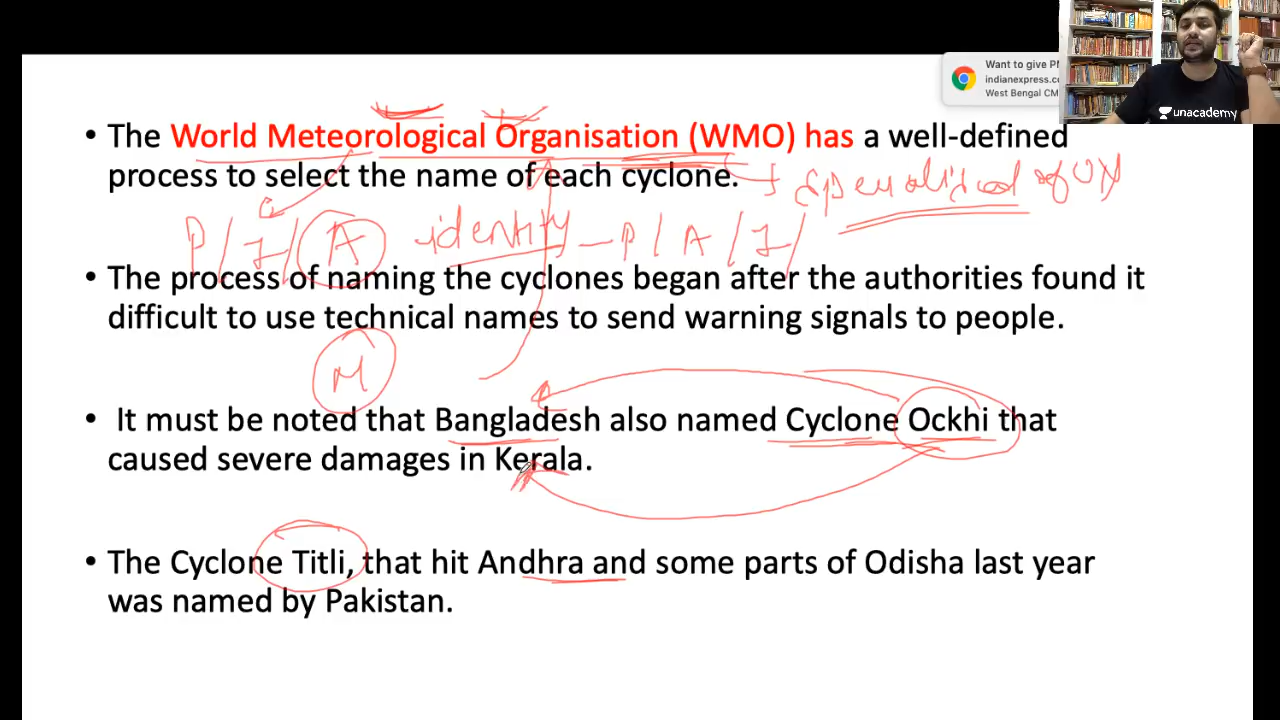 Want to give P
indianexpress.co
West Bengal CM
unacademy
• The World Meteorological Organisation (WMO) has a well-defined
process to select the name of each cyclone.
of UN
P/J/A identity – P/A/J/
• The process of naming the cyclones began after the authorities found it
difficult to use technical names to send warning signals to people.
M
• It must be noted that Bangladesh also named Cyclone Ockhi that
caused severe damages in Kerala.
• The Cyclone Titli, that hit Andhra and some parts of Odisha last year
was named by Pakistan.